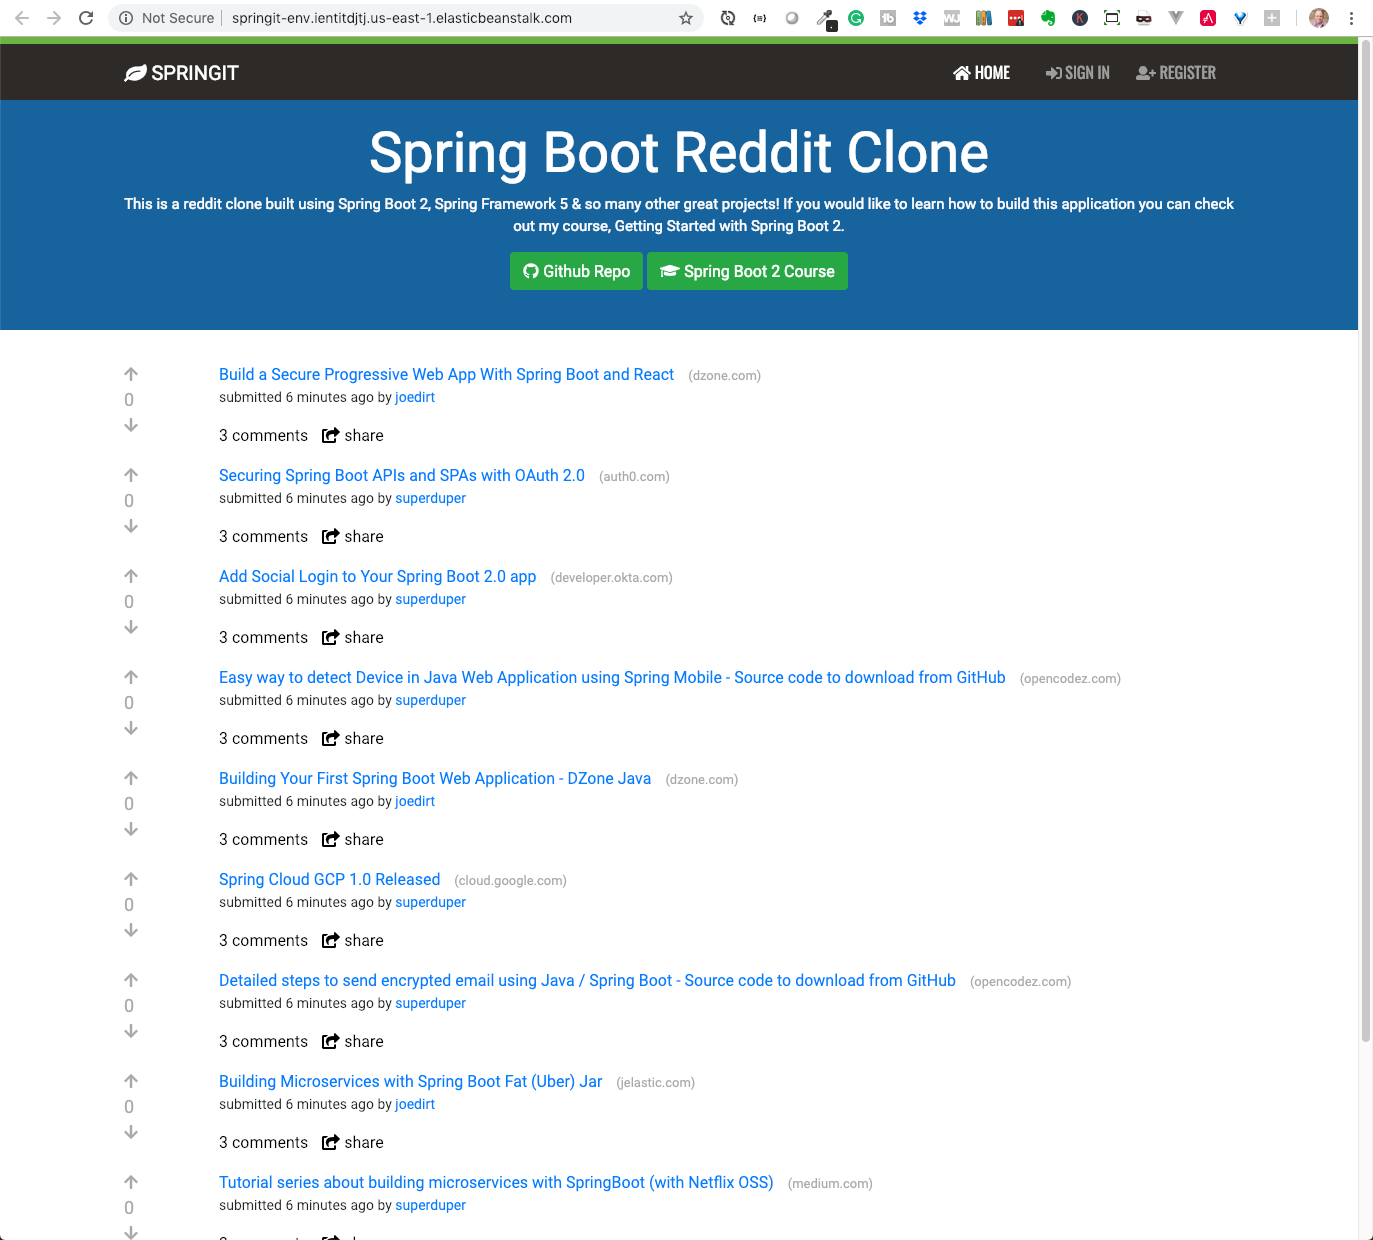 Not Secure | springit-env.ientitdjtj.us-east-1.elasticbeanstalk.com
SPRINGIT
HOME SIGN IN REGISTER
Spring Boot Reddit Clone
This is a reddit clone built using Spring Boot 2, Spring Framework 5 & so many other great projects! If you would like to learn how to build this application you can check
out my course, Getting Started with Spring Boot 2.
Github Repo Spring Boot 2 Course
Build a Secure Progressive Web App With Spring Boot and React (dzone.com)
0
submitted 6 minutes ago by joedirt
3 comments share
Securing Spring Boot APIs and SPAs with OAuth 2.0 (auth0.com)
0
submitted 6 minutes ago by superduper
3 comments share
Add Social Login to Your Spring Boot 2.0 app (developer.okta.com)
0
submitted 6 minutes ago by superduper
3 comments share
Easy way to detect Device in Java Web Application using Spring Mobile - Source code to download from GitHub (opencodez.com)
0
submitted 6 minutes ago by superduper
3 comments share
Building Your First Spring Boot Web Application - DZone Java (dzone.com)
0
submitted 6 minutes ago by joedirt
3 comments share
Spring Cloud GCP 1.0 Released (cloud.google.com)
0
submitted 6 minutes ago by superduper
3 comments share
Detailed steps to send encrypted email using Java / Spring Boot - Source code to download from GitHub (opencodez.com)
0
submitted 6 minutes ago by superduper
3 comments share
Building Microservices with Spring Boot Fat (Uber) Jar (jelastic.com)
0
submitted 6 minutes ago by joedirt
3 comments share
Tutorial series about building microservices with SpringBoot (with Netflix OSS) (medium.com)
0
submitted 6 minutes ago by superduper